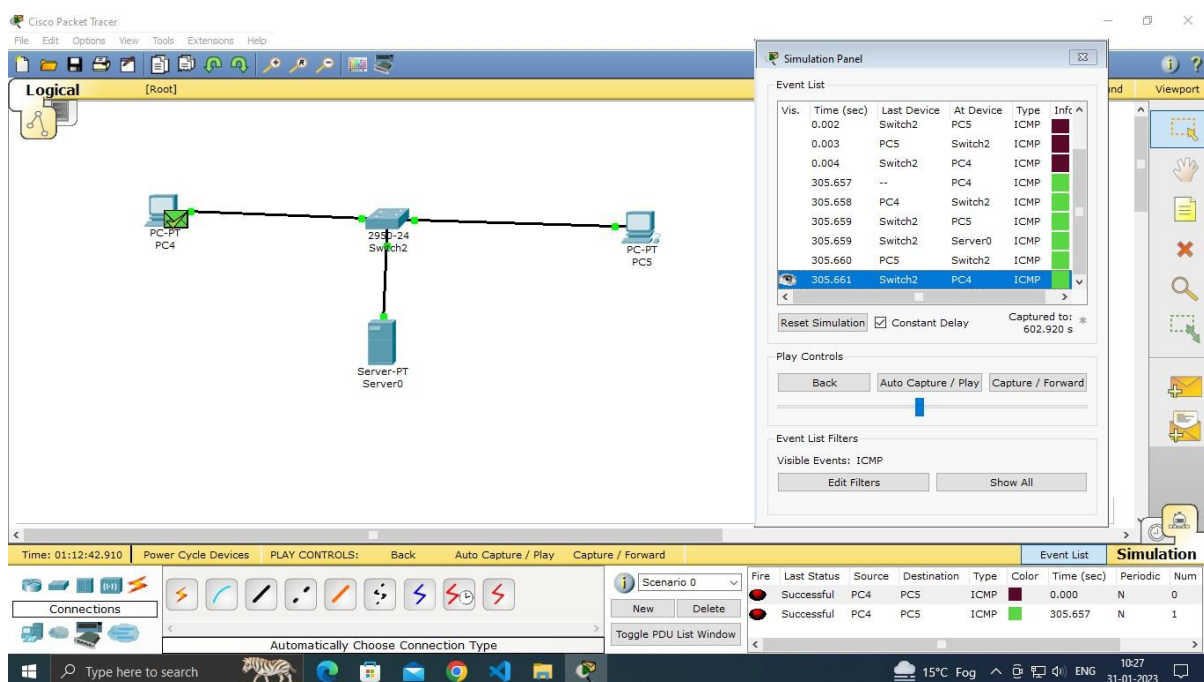 Cisco Packet Tracer
File Edit Options View Tools Extensions Help
Logical [Root] Viewport
Simulation Panel
Event List
Vis. Time (sec) Last Device At Device Type Info
0.002 Switch2 PC5 ICMP
0.003 PC5 Switch2 ICMP
0.004 Switch2 PC4 ICMP
305.657 -- PC4 ICMP
305.658 PC4 Switch2 ICMP
305.659 Switch2 PC5 ICMP
305.659 Switch2 Server0 ICMP
305.660 PC5 Switch2 ICMP
305.661 Switch2 PC4 ICMP
Reset Simulation Constant Delay Captured to: *
602.920 s
Play Controls
Back Auto Capture / Play Capture / Forward
Event List Filters
Visible Events: ICMP
Edit Filters Show All
PC-PT
PC4
2950-24
Switch2
PC-PT
PC5
Server-PT
Server0
Time: 01:12:42.910 Power Cycle Devices PLAY CONTROLS: Back Auto Capture / Play Capture / Forward Event List Simulation
Connections
Automatically Choose Connection Type
Scenario 0
New Delete
Toggle PDU List Window
Fire Last Status Source Destination Type Color Time (sec) Periodic Num
Successful PC4 PC5 ICMP 0.000 N 0
Successful PC4 PC5 ICMP 305.657 N 1
Type here to search
15°C Fog ENG 10:27
31-01-2023